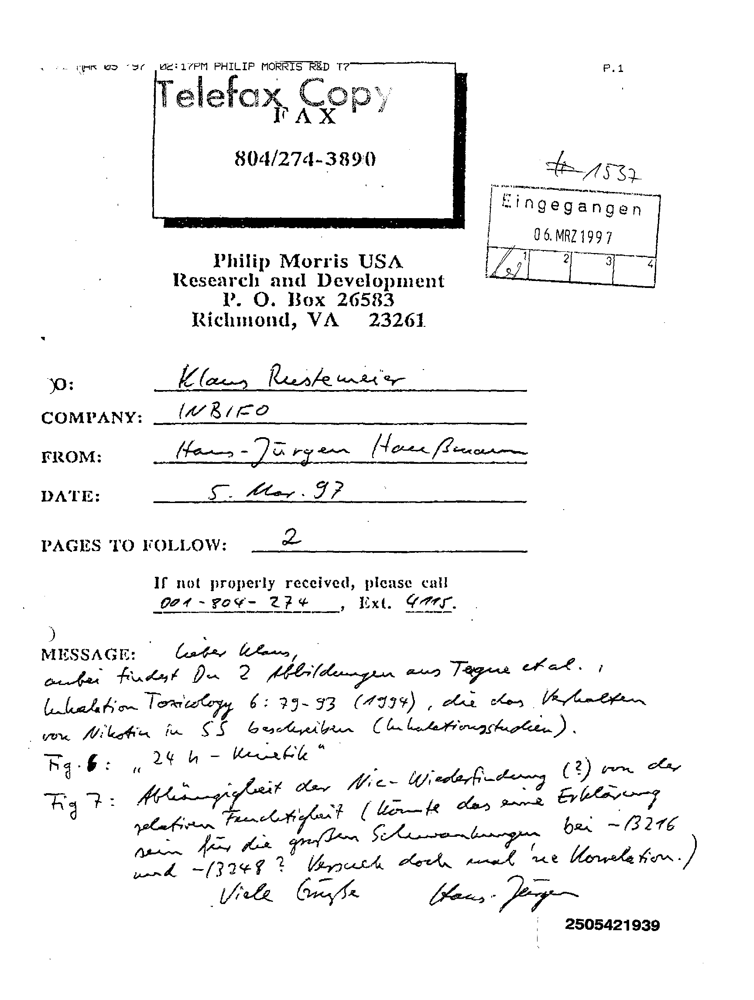 MAR 05 '97 02:17PM PHILIP MORRIS R&D T7 P.1
Telefax Copy
FAX
804/274-3890
# 1537
Eingegangen
06. MRZ 1997
1 2 3 4
Philip Morris USA
Research and Development
P. O. Box 26583
Richmond, VA 23261
O: Klaus Rustemeier
COMPANY: INBIFO
FROM: Hans-Jürgen Haußmann
DATE: 5. Mar. 97
PAGES TO FOLLOW: 2
If not properly received, please call
001-804-274, Ext. 4115.
)
MESSAGE: Lieber Klaus,
anbei findest Du 2 Abbildungen aus Teque et al.,
Inhalation Toxicology 6: 79-93 (1994), die das Verhalten
von Nikotin in SS beschreiben (Inhalationsstudien).
Fig. 6: „24 h - Kinetik"
Fig 7: Abhängigkeit der Nic-Wiederfindung (?) von der
relativen Feuchtigkeit (könnte das eine Erklärung
sein für die großen Schwankungen bei -13216
und -13248? Versuch doch mal 'ne Korrelation.)
Viele Grüße Hans-Jürgen
2505421939